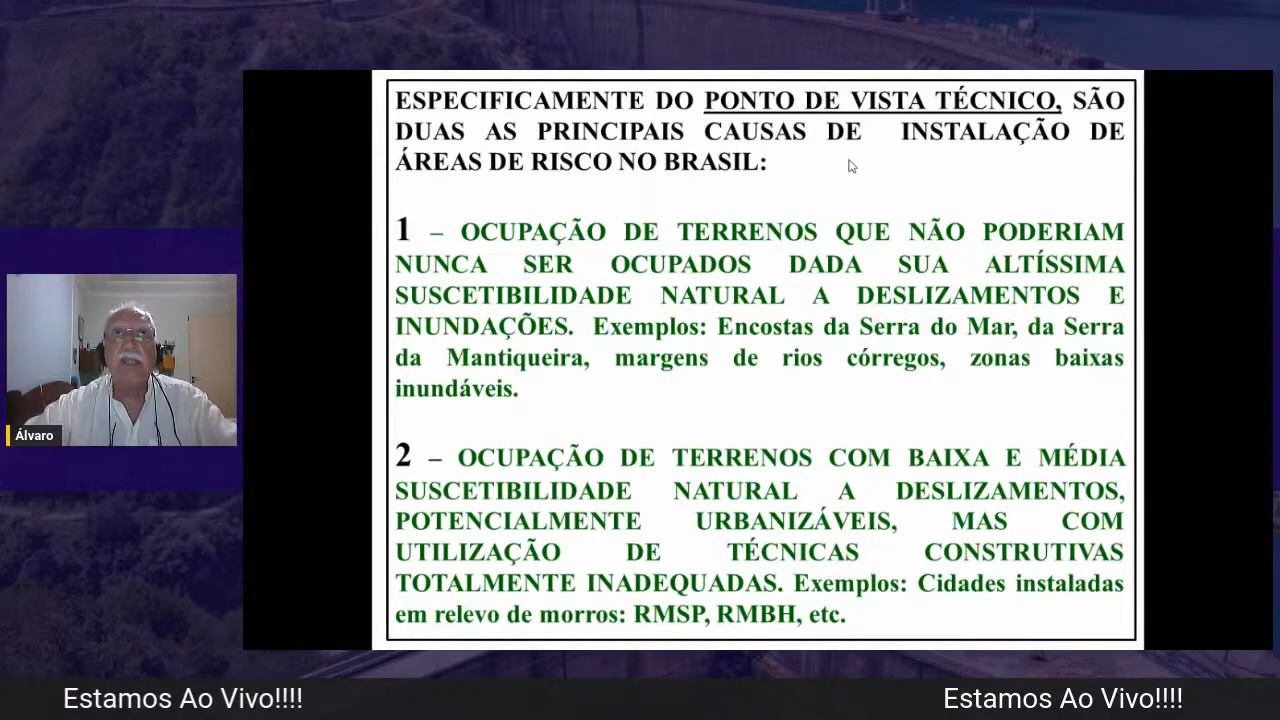 ESPECIFICAMENTE DO PONTO DE VISTA TÉCNICO, SÃO
DUAS AS PRINCIPAIS CAUSAS DE INSTALAÇÃO DE
ÁREAS DE RISCO NO BRASIL:
1 – OCUPAÇÃO DE TERRENOS QUE NÃO PODERIAM
NUNCA SER OCUPADOS DADA SUA ALTÍSSIMA
SUSCETIBILIDADE NATURAL A DESLIZAMENTOS E
INUNDAÇÕES. Exemplos: Encostas da Serra do Mar, da Serra
da Mantiqueira, margens de rios córregos, zonas baixas
inundáveis.
2 – OCUPAÇÃO DE TERRENOS COM BAIXA E MÉDIA
SUSCETIBILIDADE NATURAL A DESLIZAMENTOS,
POTENCIALMENTE URBANIZÁVEIS, MAS COM
UTILIZAÇÃO DE TÉCNICAS CONSTRUTIVAS
TOTALMENTE INADEQUADAS. Exemplos: Cidades instaladas
em relevo de morros: RMSP, RMBH, etc.
Álvaro
Estamos Ao Vivo!!!!
Estamos Ao Vivo!!!!